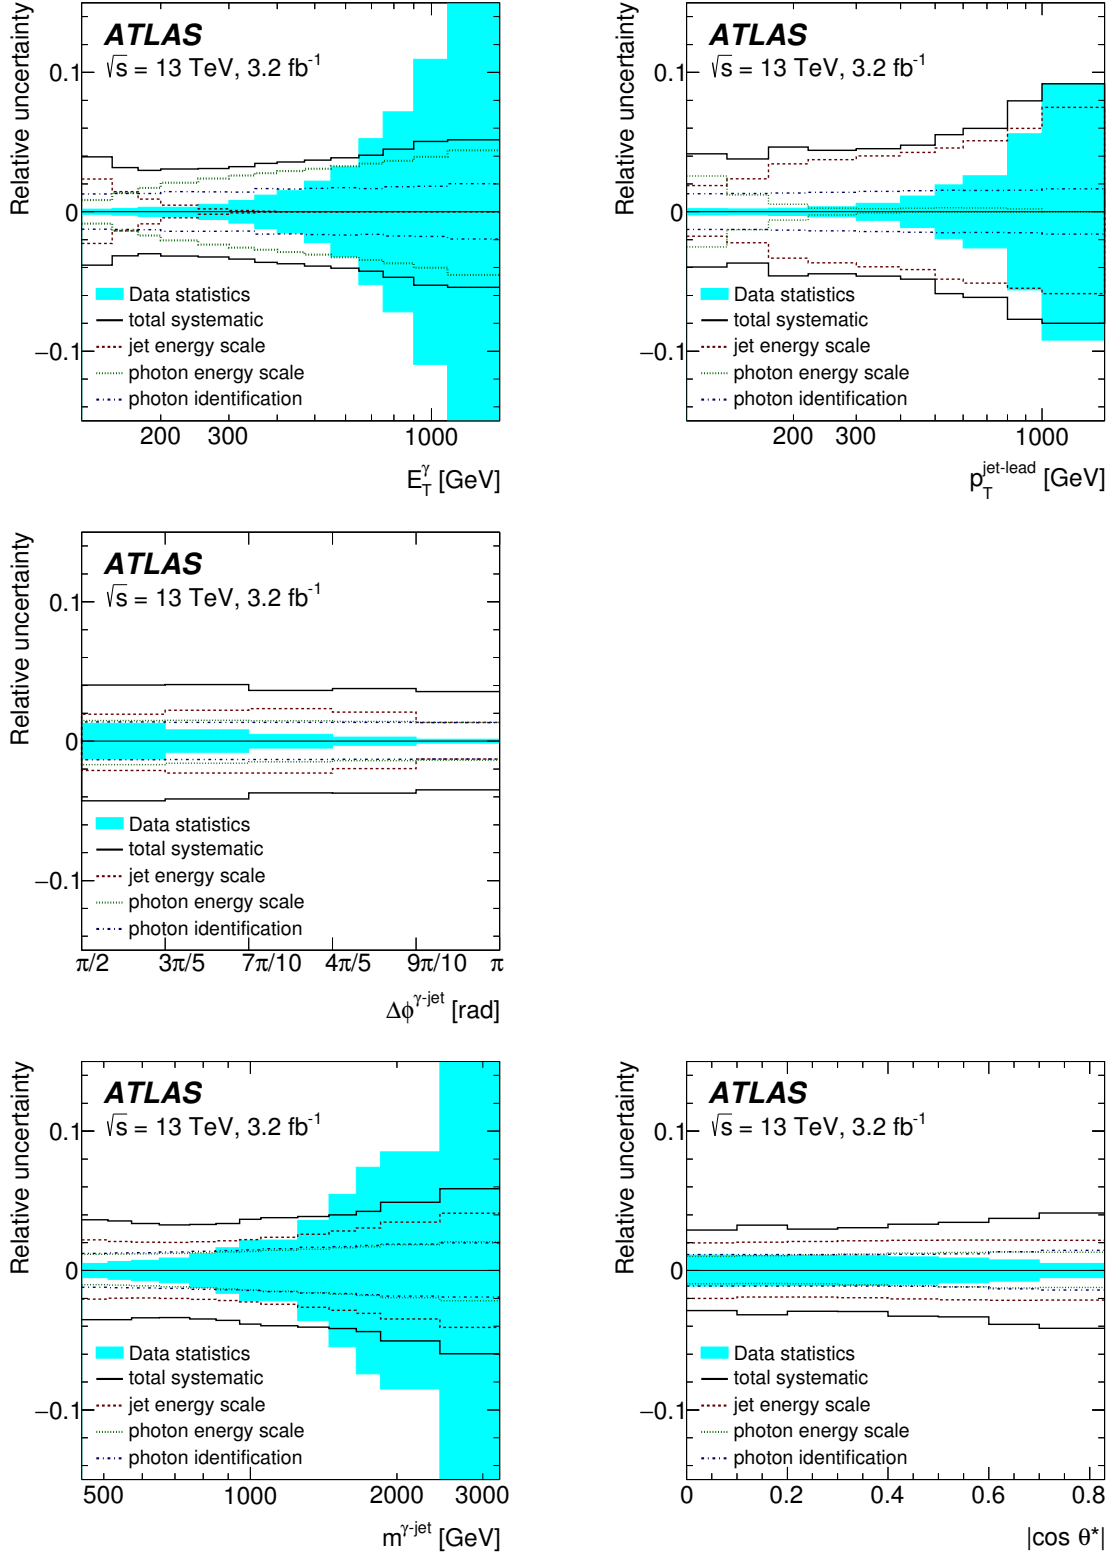 Relative uncertainty
ATLAS
√s = 13 TeV, 3.2 fb-1
0.1
0
−0.1
Data statistics
total systematic
jet energy scale
photon energy scale
photon identification
200 300 1000
E_T^γ [GeV]
Relative uncertainty
ATLAS
√s = 13 TeV, 3.2 fb-1
0.1
0
−0.1
Data statistics
total systematic
jet energy scale
photon energy scale
photon identification
200 300 1000
p_T^jet-lead [GeV]
Relative uncertainty
ATLAS
√s = 13 TeV, 3.2 fb-1
0.1
0
−0.1
Data statistics
total systematic
jet energy scale
photon energy scale
photon identification
π/2 3π/5 7π/10 4π/5 9π/10 π
Δϕ^γ-jet [rad]
Relative uncertainty
ATLAS
√s = 13 TeV, 3.2 fb-1
0.1
0
−0.1
Data statistics
total systematic
jet energy scale
photon energy scale
photon identification
500 1000 2000 3000
m^γ-jet [GeV]
Relative uncertainty
ATLAS
√s = 13 TeV, 3.2 fb-1
0.1
0
−0.1
Data statistics
total systematic
jet energy scale
photon energy scale
photon identification
0 0.2 0.4 0.6 0.8
|cos θ*|